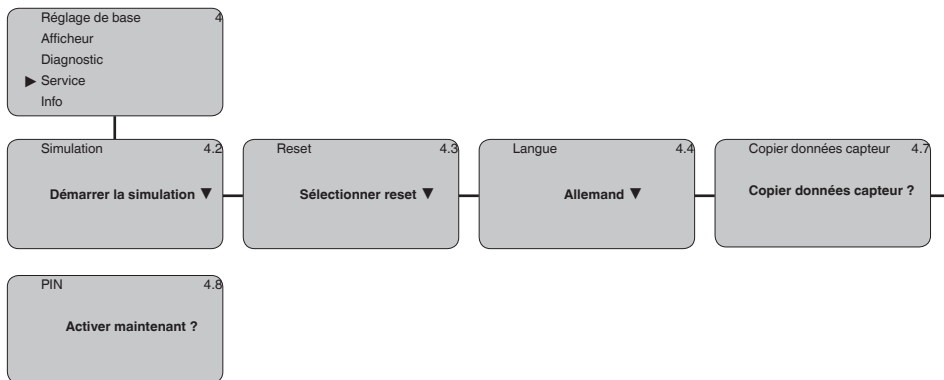 Réglage de base 4
Afficheur
Diagnostic
▶ Service
Info
Simulation 4.2
Démarrer la simulation ▼
Reset 4.3
Sélectionner reset ▼
Langue 4.4
Allemand ▼
Copier données capteur 4.7
Copier données capteur ?
PIN 4.8
Activer maintenant ?